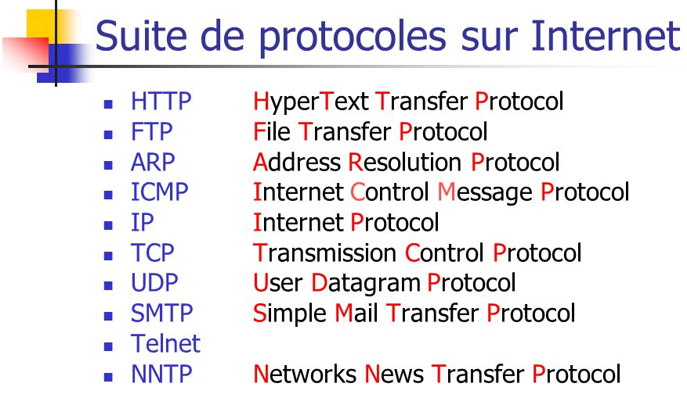 Suite de protocoles sur Internet
HTTP HyperText Transfer Protocol
FTP File Transfer Protocol
ARP Address Resolution Protocol
ICMP Internet Control Message Protocol
IP Internet Protocol
TCP Transmission Control Protocol
UDP User Datagram Protocol
SMTP Simple Mail Transfer Protocol
Telnet
NNTP Networks News Transfer Protocol